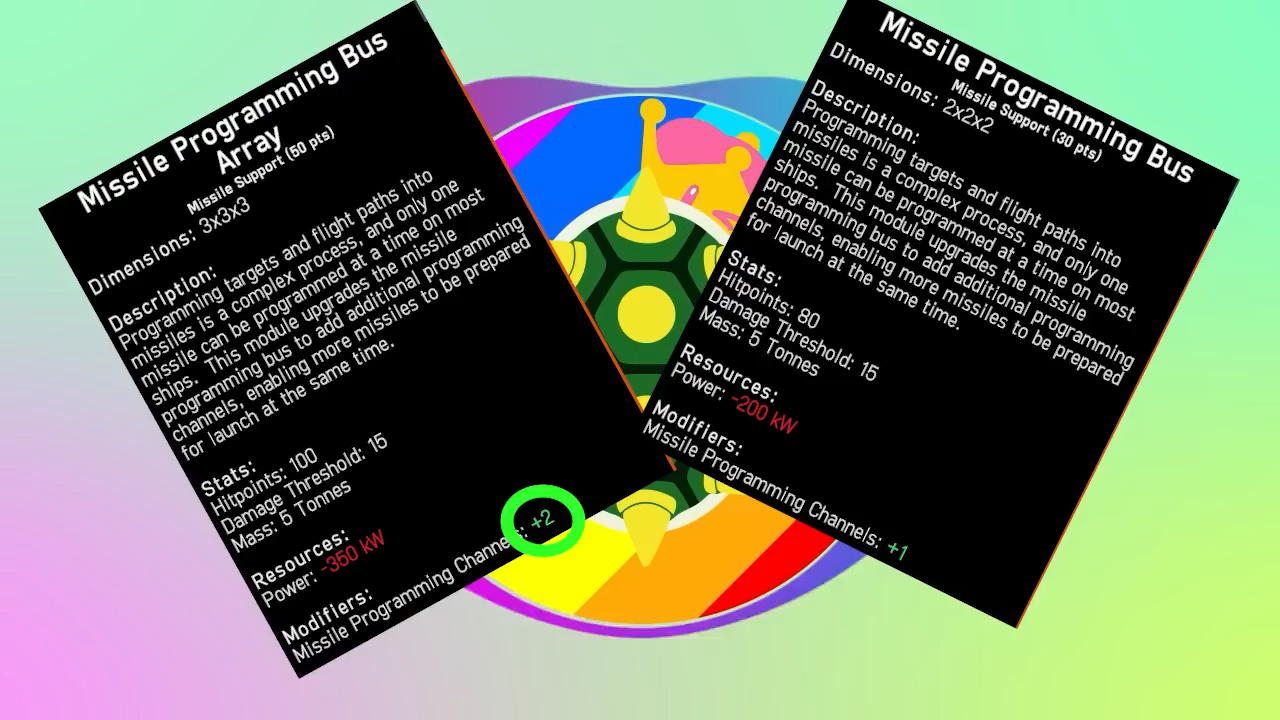 Missile Programming Bus
Array
Missile Support (50 pts)
Dimensions: 3x3x3
Description:
Programming targets and flight paths into
missiles is a complex process, and only one
missile can be programmed at a time on most
ships. This module upgrades the missile
programming bus to add additional programming
channels, enabling more missiles to be prepared
for launch at the same time.
Stats:
Hitpoints: 100
Damage Threshold: 15
Mass: 5 Tonnes
Resources:
Power: -350 kW
Modifiers:
Missile Programming Channels: +2
Missile Programming Bus
Missile Support (30 pts)
Dimensions: 2x2x2
Description:
Programming targets and flight paths into
missiles is a complex process, and only one
missile can be programmed at a time on most
ships. This module upgrades the missile
programming bus to add additional programming
channels, enabling more missiles to be prepared
for launch at the same time.
Stats:
Hitpoints: 80
Damage Threshold: 15
Mass: 5 Tonnes
Resources:
Power: -200 kW
Modifiers:
Missile Programming Channels: +1